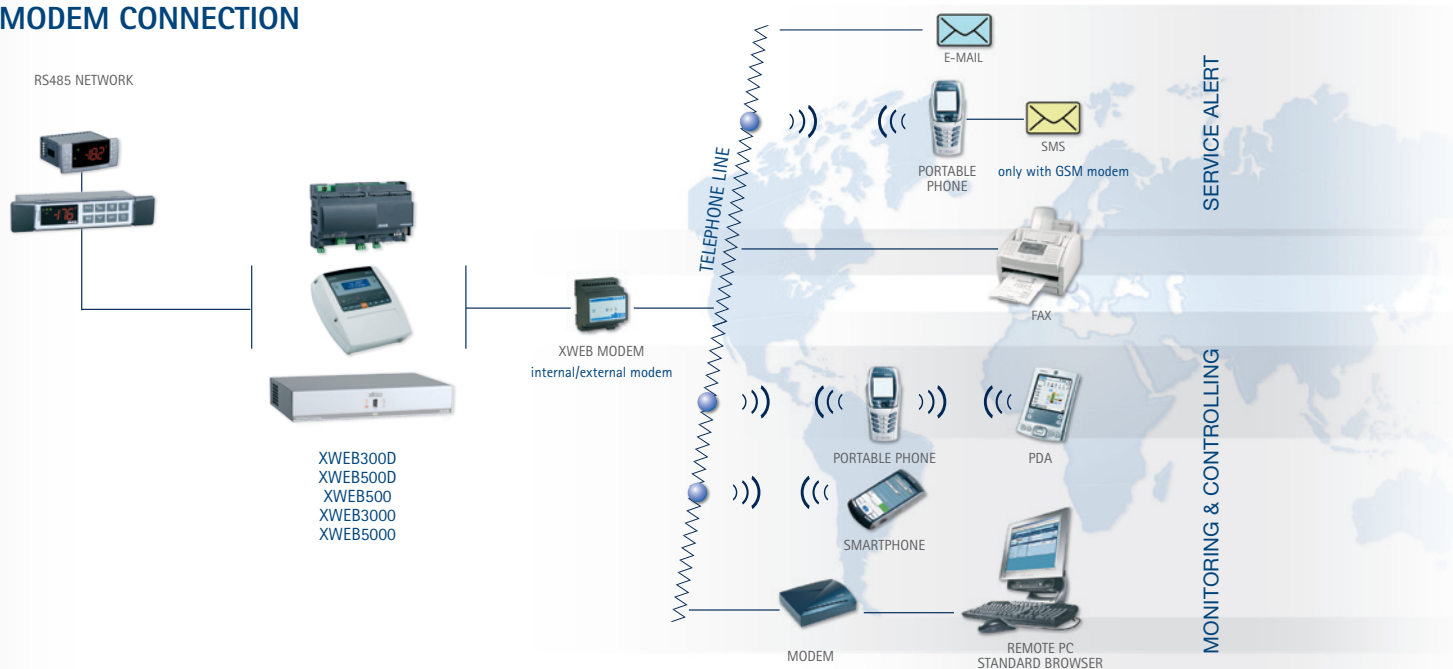 MODEM CONNECTION
RS485 NETWORK
E-MAIL
PORTABLE
PHONE
SMS
only with GSM modem
SERVICE ALERT
TELEPHONE LINE
FAX
XWEB MODEM
internal/external modem
PORTABLE PHONE
PDA
SMARTPHONE
MONITORING & CONTROLLING
XWEB300D
XWEB500D
XWEB500
XWEB3000
XWEB5000
MODEM
REMOTE PC
STANDARD BROWSER